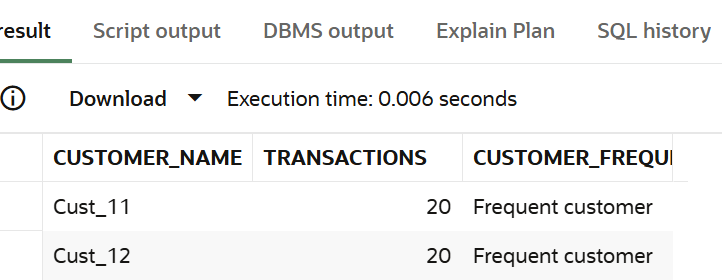 result Script output DBMS output Explain Plan SQL history
Download Execution time: 0.006 seconds
CUSTOMER_NAME TRANSACTIONS CUSTOMER_FREQU
Cust_11 20 Frequent customer
Cust_12 20 Frequent customer